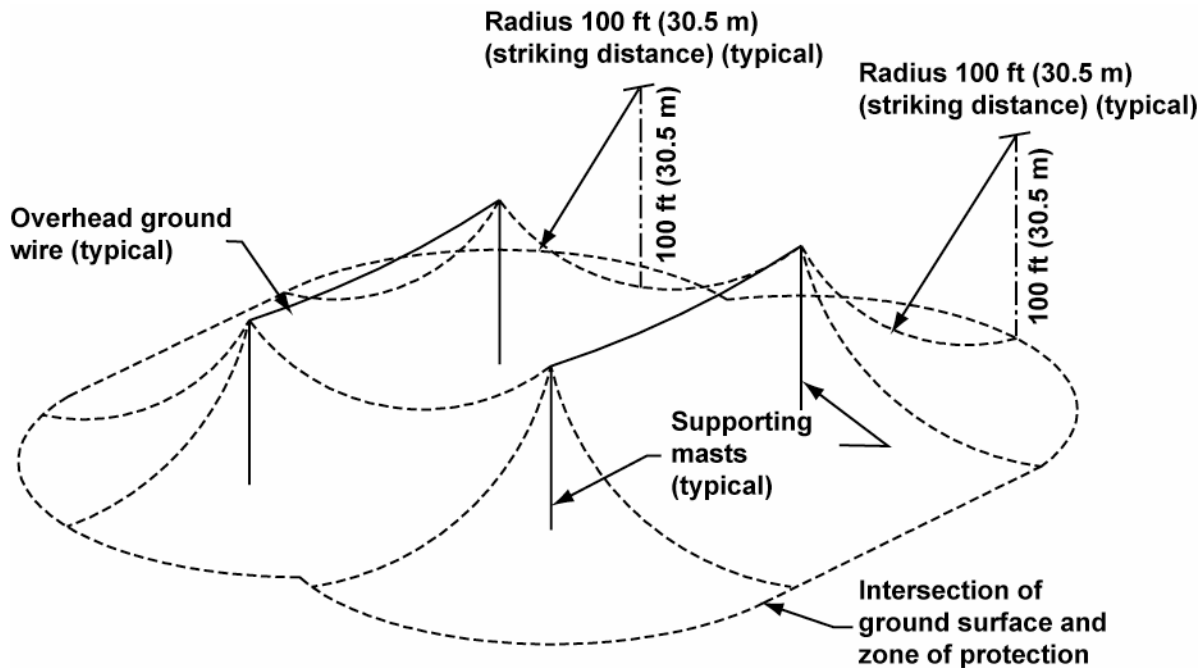 Radius 100 ft (30.5 m)
(striking distance) (typical)
Radius 100 ft (30.5 m)
(striking distance) (typical)
100 ft (30.5 m)
100 ft (30.5 m)
Overhead ground
wire (typical)
Supporting
masts
(typical)
Intersection of
ground surface and
zone of protection